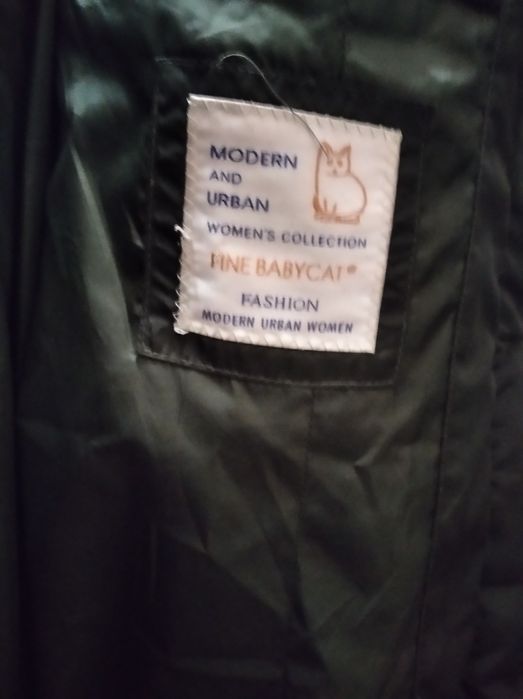 MODERN
AND
URBAN
WOMEN'S COLLECTION
FINE BABYCAT®
FASHION
MODERN URBAN WOMEN